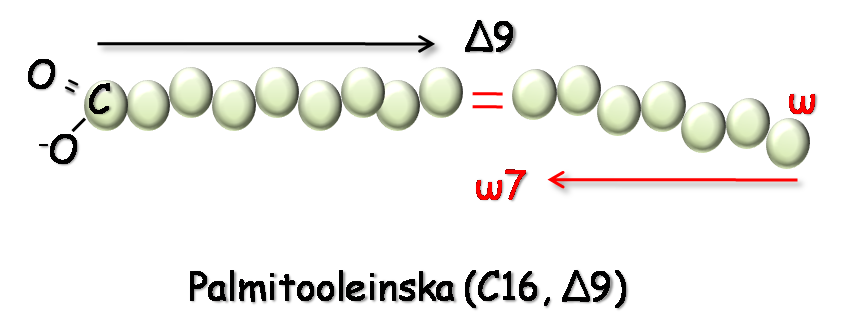 Δ9
O
=
C
-O
=
ω
ω7
Palmitooleinska (C16, Δ9)